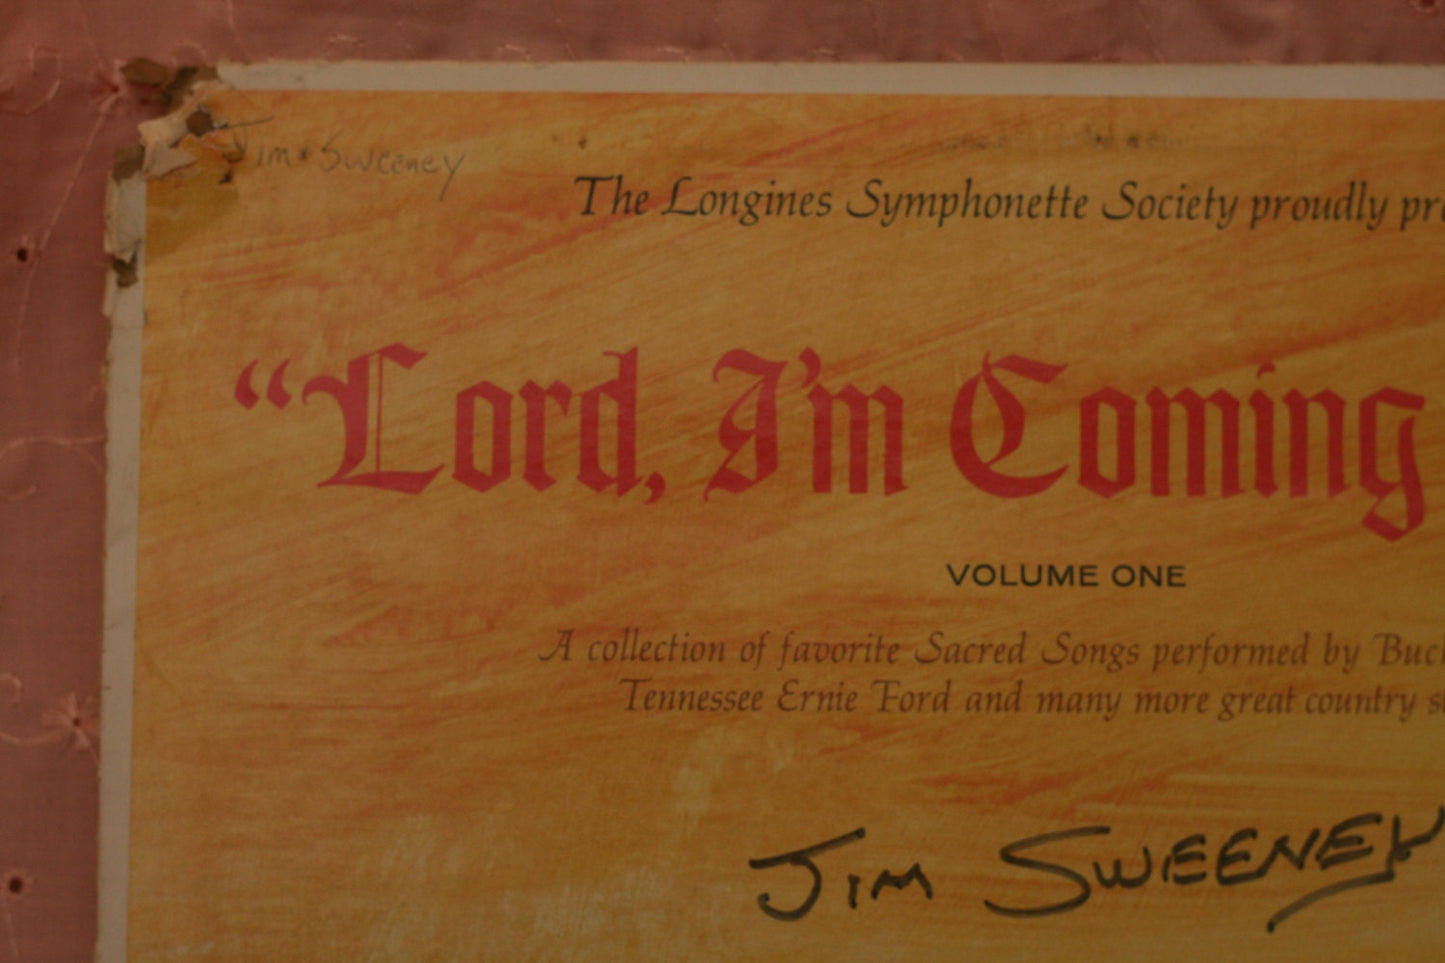 Jim Sweeney
The Longines Symphonette Society proudly
"Lord, I'm Coming
VOLUME ONE
A collection of favorite Sacred Songs performed by
Tennessee Ernie Ford and many more great country
JIM SWEENEY